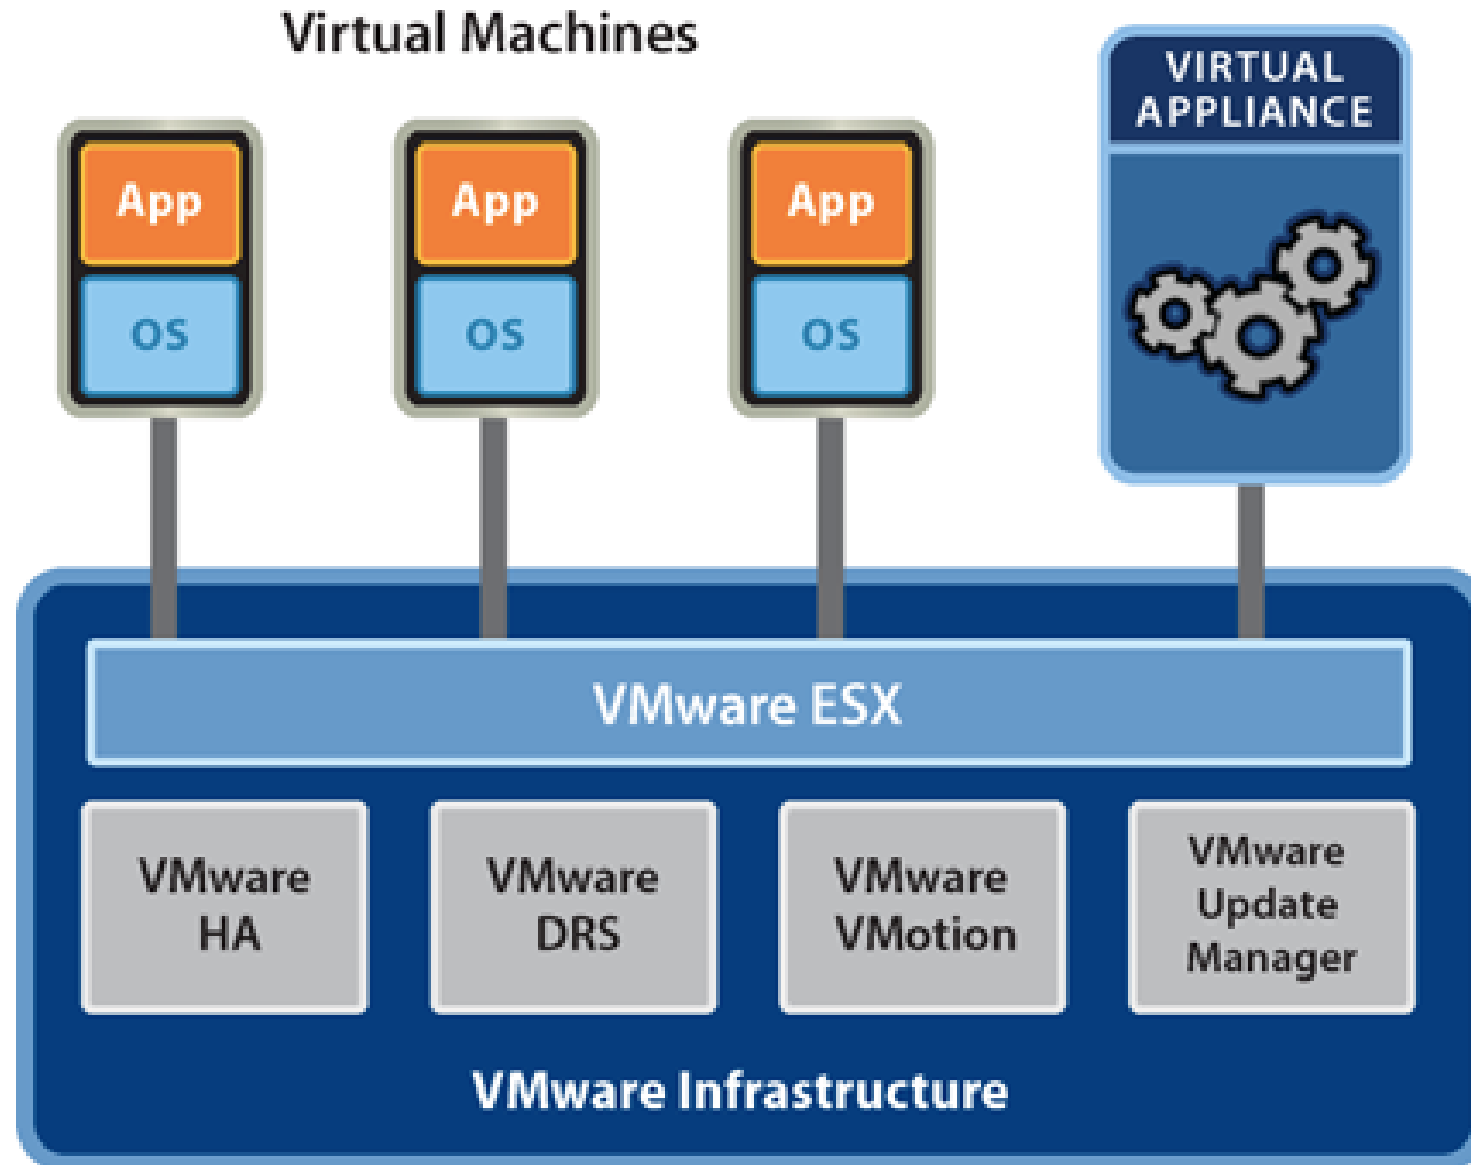 Virtual Machines
VIRTUAL
APPLIANCE
App
App
App
OS
OS
OS
VMware ESX
VMware
HA
VMware
DRS
VMware
VMotion
VMware
Update
Manager
VMware Infrastructure